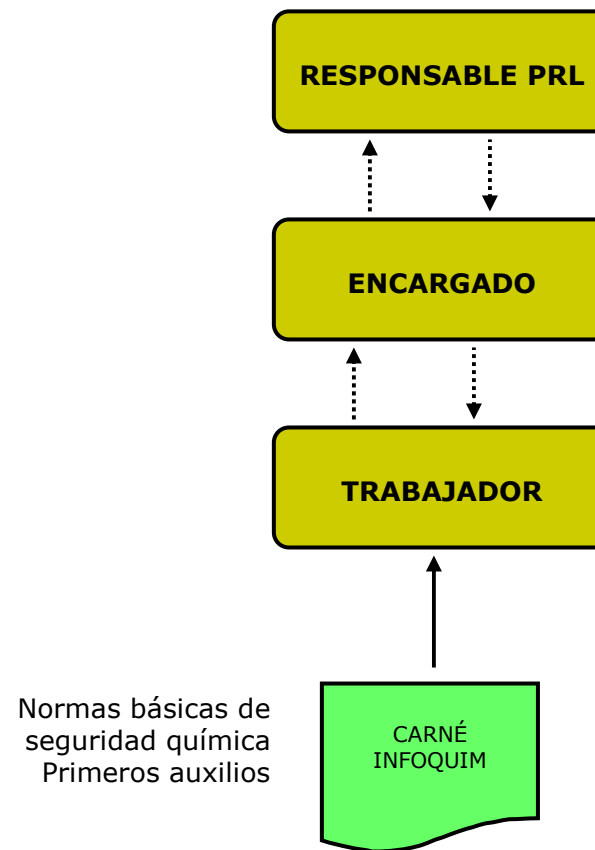 RESPONSABLE PRL
ENCARGADO
TRABAJADOR
Normas básicas de
seguridad química
Primeros auxilios
CARNÉ
INFOQUIM